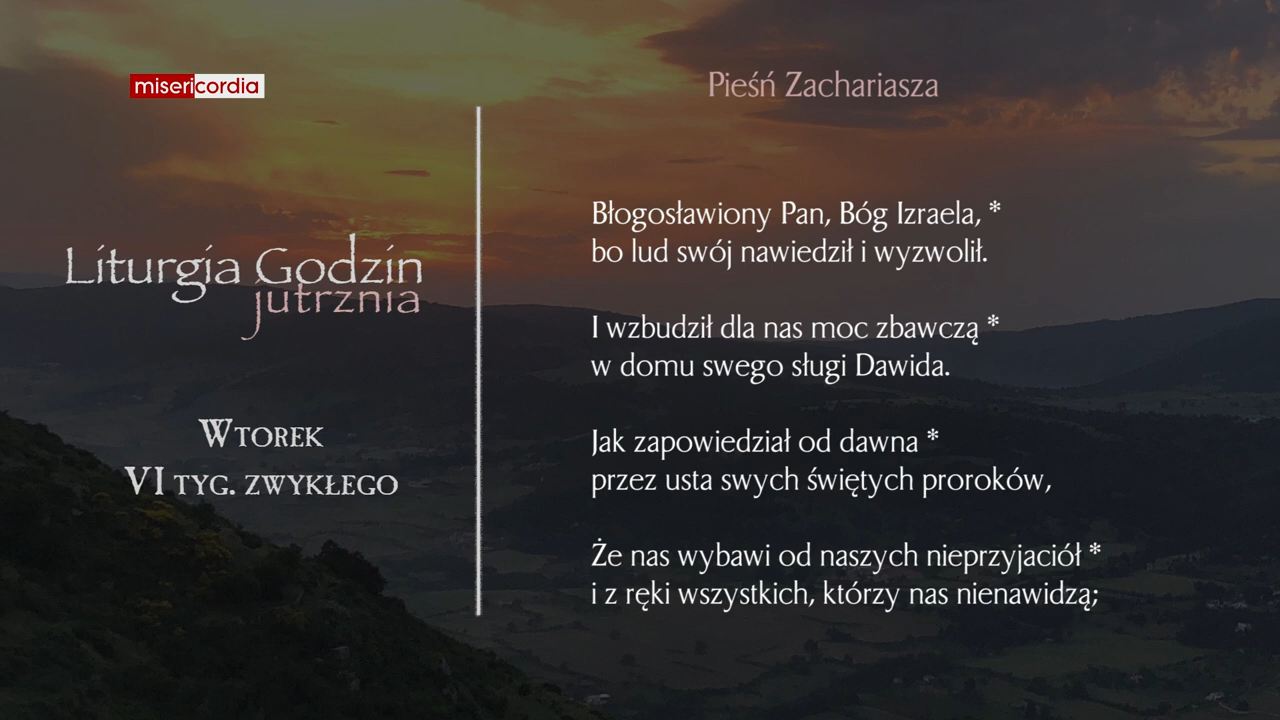 misericordia
Liturgia Godzin
jutrznia
Wtorek
VI tyg. zwykłego
Pieśń Zachariasza
Błogosławiony Pan, Bóg Izraela, *
bo lud swój nawiedził i wyzwolił.
I wzbudził dla nas moc zbawczą *
w domu swego sługi Dawida.
Jak zapowiedział od dawna *
przez usta swych świętych proroków,
Że nas wybawi od naszych nieprzyjaciół *
i z ręki wszystkich, którzy nas nienawidzą;